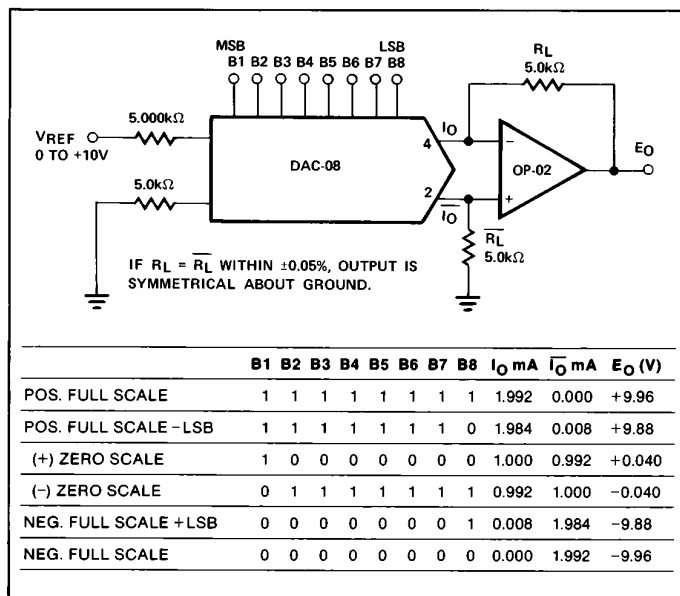 MSB LSB
B1 B2 B3 B4 B5 B6 B7 B8
RL
5.0kΩ
VREF
0 TO +10V
5.000kΩ
DAC-08
4 IO
2 I̅O̅
− 
+
OP-02
EO
5.0kΩ
R̅L̅
5.0kΩ
IF RL = R̅L̅ WITHIN ±0.05%, OUTPUT IS
SYMMETRICAL ABOUT GROUND.
B1 B2 B3 B4 B5 B6 B7 B8 IO mA I̅O̅ mA EO (V)
POS. FULL SCALE 1 1 1 1 1 1 1 1 1.992 0.000 +9.96
POS. FULL SCALE −LSB 1 1 1 1 1 1 1 0 1.984 0.008 +9.88
(+) ZERO SCALE 1 0 0 0 0 0 0 0 1.000 0.992 +0.040
(−) ZERO SCALE 0 1 1 1 1 1 1 1 0.992 1.000 −0.040
NEG. FULL SCALE +LSB 0 0 0 0 0 0 0 1 0.008 1.984 −9.88
NEG. FULL SCALE 0 0 0 0 0 0 0 0 0.000 1.992 −9.96